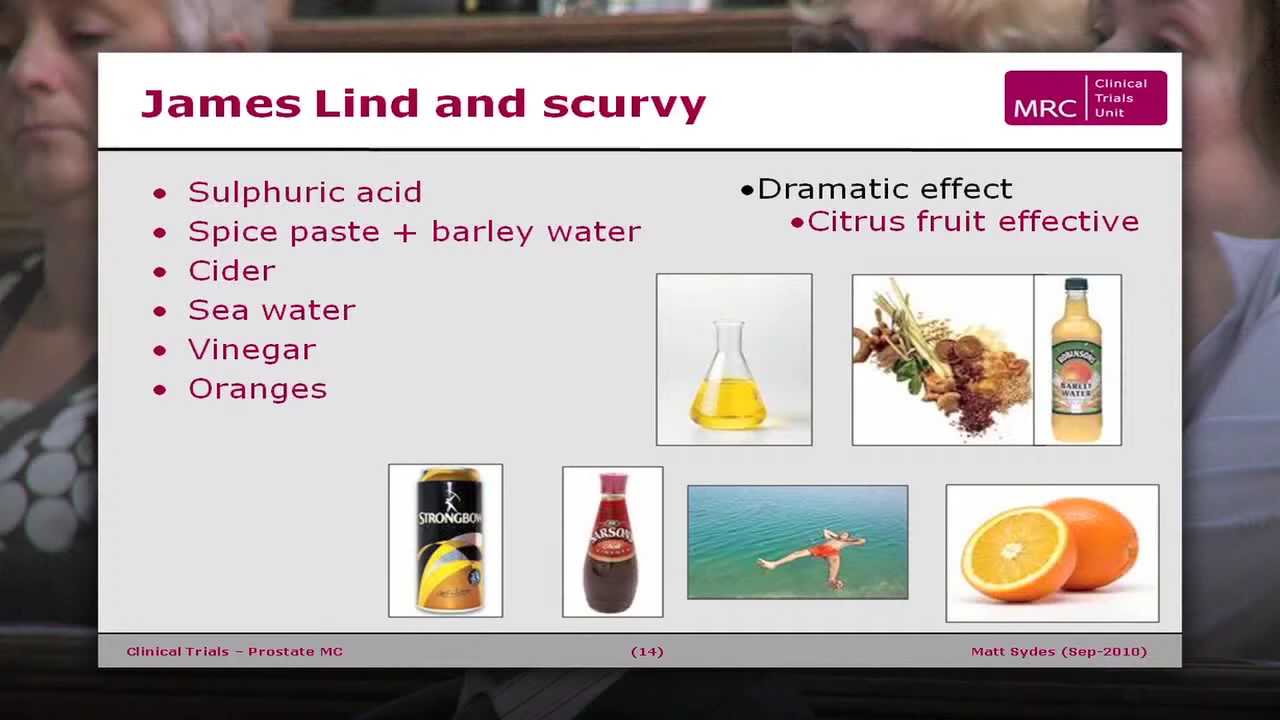 James Lind and scurvy
MRC
Clinical
Trials
Unit
• Sulphuric acid
• Spice paste + barley water
• Cider
• Sea water
• Vinegar
• Oranges
•Dramatic effect
•Citrus fruit effective
ROBINSONS
BARLEY
WATER
STRONGBOW
SARSONS
Clinical Trials – Prostate MC
(14)
Matt Sydes (Sep-2010)